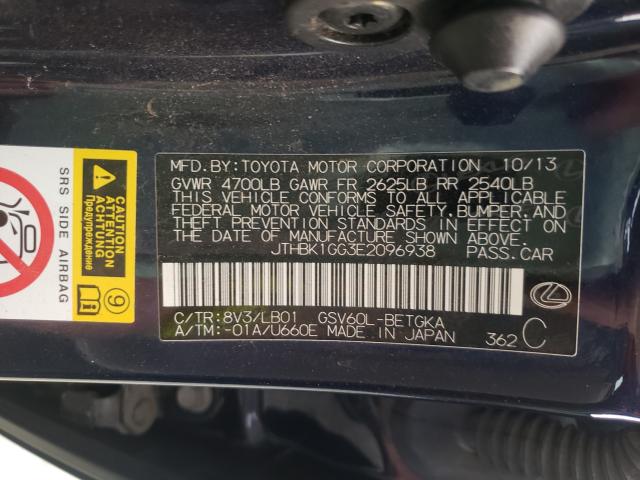 MFD.BY:TOYOTA MOTOR CORPORATION 10/13
GVWR 4700LB GAWR FR 2625LB RR 2540LB
THIS VEHICLE CONFORMS TO ALL APPLICABLE
FEDERAL MOTOR VEHICLE SAFETY,BUMPER,AND
THEFT PREVENTION STANDARDS IN EFFECT ON
THE DATE OF MANUFACTURE SHOWN ABOVE.
JTHBK1GG3E2096938 PASS.CAR
C/TR:8V3/LB01 GSV60L-BETGKA
A/TM:-01A/U660E MADE IN JAPAN 362 C
SRS SIDE AIRBAG
WARNING
ACHTUNG
Предупреждение
9